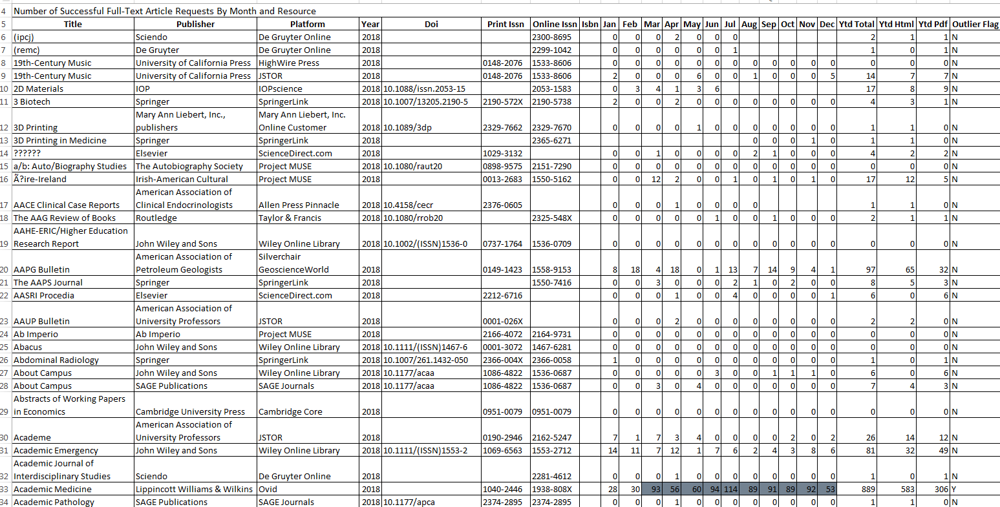 4 Number of Successful Full-Text Article Requests By Month and Resource
5 Title Publisher Platform Year Doi Print Issn Online Issn Isbn Jan Feb Mar Apr May Jun Jul Aug Sep Oct Nov Dec Ytd Total Ytd Html Ytd Pdf Outlier Flag
6 (ipcj) Sciendo De Gruyter Online 2018 2300-8695 0 0 0 2 0 0 0 2 1 1 N
7 (remc) De Gruyter De Gruyter Online 2018 2299-1042 0 0 0 0 0 0 1 1 0 1 N
8 19th-Century Music University of California Press HighWire Press 2018 0148-2076 1533-8606 0 0 0 0 0 0 0 0 0 0 0 0 0 0 0 N
9 19th-Century Music University of California Press JSTOR 2018 0148-2076 1533-8606 2 0 0 0 6 0 0 1 0 0 0 5 14 7 7 N
10 2D Materials IOP IOPscience 2018 10.1088/issn.2053-15 2053-1583 0 3 4 1 3 6 17 8 9 N
11 3 Biotech Springer SpringerLink 2018 10.1007/13205.2190-5 2190-572X 2190-5738 2 0 0 2 0 0 0 0 0 0 0 0 4 3 1 N
Mary Ann Liebert, Inc., Mary Ann Liebert, Inc.
12 3D Printing publishers Online Customer 2018 10.1089/3dp 2329-7662 2329-7670 0 0 0 0 1 0 0 0 0 0 0 0 1 1 0 N
13 3D Printing in Medicine Springer SpringerLink 2018 2365-6271 0 0 0 1 0 1 1 0 N
14 ?????? Elsevier ScienceDirect.com 2018 1029-3132 0 0 1 0 0 0 0 2 1 0 0 0 4 2 2 N
15 a/b: Auto/Biography Studies The Autobiography Society Project MUSE 2018 10.1080/raut20 0898-9575 2151-7290 0 0 0 0 0 0 0 0 0 0 0 0 0 0 0 N
16 Ã?ire-Ireland Irish-American Cultural Project MUSE 2018 0013-2683 1550-5162 0 0 12 2 0 0 1 0 1 0 1 0 17 12 5 N
American Association of
17 AACE Clinical Case Reports Clinical Endocrinologists Allen Press Pinnacle 2018 10.4158/cecr 2376-0605 0 0 0 1 0 0 0 0 1 1 0 N
18 The AAG Review of Books Routledge Taylor & Francis 2018 10.1080/rrob20 2325-548X 0 0 0 0 0 1 0 0 1 0 0 0 2 1 1 N
AAHE-ERIC/Higher Education
19 Research Report John Wiley and Sons Wiley Online Library 2018 10.1002/(ISSN)1536-0 0737-1764 1536-0709 0 0 0 0 0 0 0 0 0 0 0 0 0 0 0 N
American Association of Silverchair
20 AAPG Bulletin Petroleum Geologists GeoscienceWorld 2018 0149-1423 1558-9153 8 18 4 18 0 1 13 7 14 9 4 1 97 65 32 N
21 The AAPS Journal Springer SpringerLink 2018 1550-7416 0 0 3 0 0 0 2 1 0 2 0 0 8 5 3 N
22 AASRI Procedia Elsevier ScienceDirect.com 2018 2212-6716 0 0 0 1 0 0 4 0 0 0 0 1 6 0 6 N
American Association of
23 AAUP Bulletin University Professors JSTOR 2018 0001-026X 0 0 0 2 0 0 0 0 0 0 0 0 2 2 0 N
24 Ab Imperio Ab Imperio Project MUSE 2018 2166-4072 2164-9731 0 0 0 0 0 0 0 0 0 0 0 0 0 0 0 N
25 Abacus John Wiley and Sons Wiley Online Library 2018 10.1111/(ISSN)1467-6 0001-3072 1467-6281 0 0 0 0 0 0 0 0 0 0 0 0 0 0 0 N
26 Abdominal Radiology Springer SpringerLink 2018 10.1007/261.1432-050 2366-004X 2366-0058 1 0 0 0 0 0 0 0 0 0 0 0 1 0 1 N
27 About Campus John Wiley and Sons Wiley Online Library 2018 10.1177/acaa 1086-4822 1536-0687 0 0 0 0 0 3 0 0 1 1 1 0 6 0 6 N
28 About Campus SAGE Publications SAGE Journals 2018 10.1177/acaa 1086-4822 1536-0687 0 0 3 0 4 0 0 0 0 0 0 0 7 4 3 N
Abstracts of Working Papers
29 in Economics Cambridge University Press Cambridge Core 2018 0951-0079 0951-0079 0 0 0 0 0 0 0 0 0 0 0 0 0 0 0 N
American Association of
30 Academe University Professors JSTOR 2018 0190-2946 2162-5247 7 1 7 3 4 0 0 0 0 2 0 2 26 14 12 N
31 Academic Emergency John Wiley and Sons Wiley Online Library 2018 10.1111/(ISSN)1553-2 1069-6563 1553-2712 14 11 7 12 1 7 6 2 4 3 8 6 81 32 49 N
Academic Journal of
32 Interdisciplinary Studies Sciendo De Gruyter Online 2018 2281-4612 0 0 0 1 0 0 0 0 0 0 0 0 1 0 1 N
33 Academic Medicine Lippincott Williams & Wilkins Ovid 2018 1040-2446 1938-808X 28 30 93 56 60 94 114 89 91 89 92 53 889 583 306 Y
34 Academic Pathology SAGE Publications SAGE Journals 2018 10.1177/apca 2374-2895 2374-2895 0 0 0 1 0 0 0 0 0 0 0 0 1 1 0 N